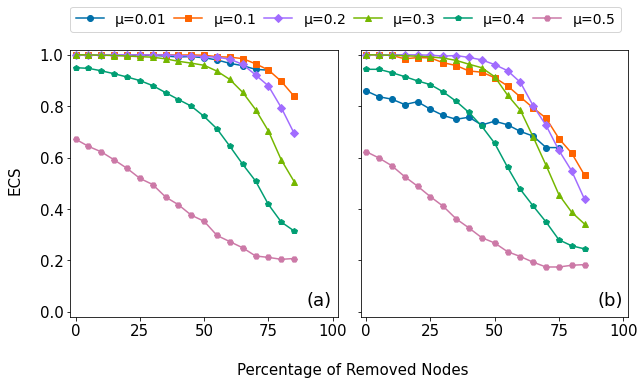 μ=0.01 μ=0.1 μ=0.2 μ=0.3 μ=0.4 μ=0.5
ECS
1.0
0.8
0.6
0.4
0.2
0.0
(a) (b)
0 25 50 75 100 0 25 50 75 100
Percentage of Removed Nodes